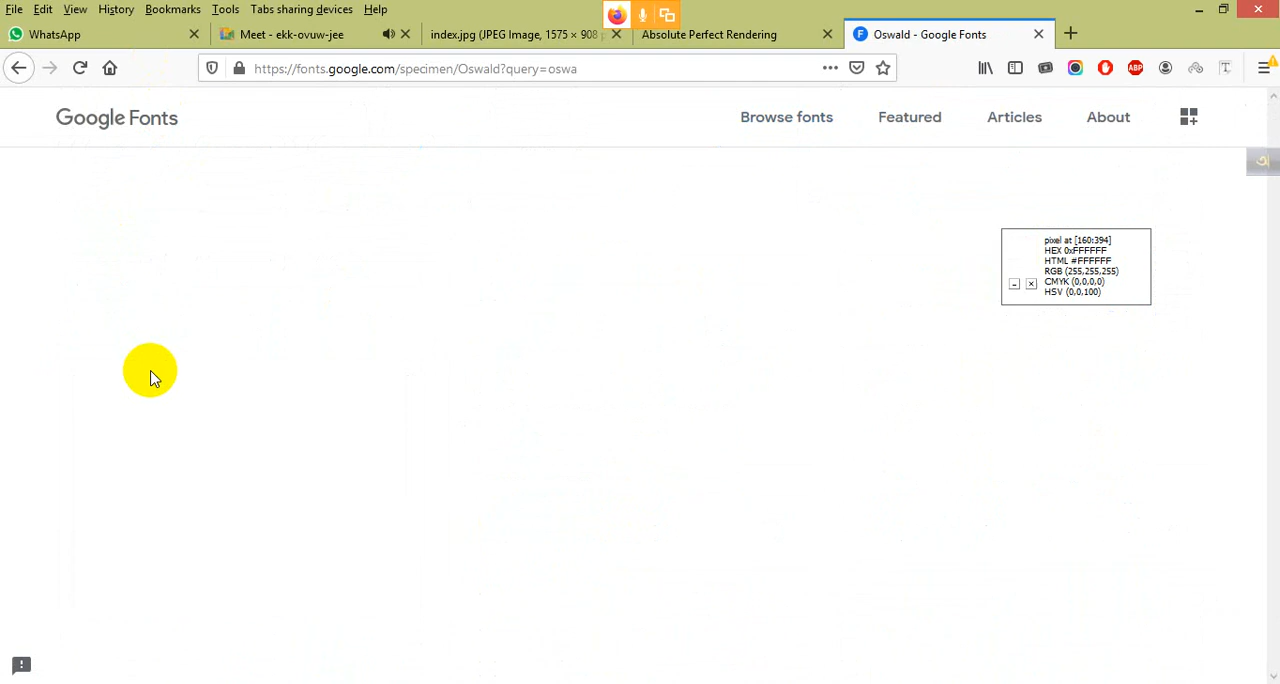 File Edit View History Bookmarks Tools Tabs sharing devices Help
WhatsApp
Meet - ekk-ovuw-jee
index.jpg (JPEG Image, 1575 × 908 p
Absolute Perfect Rendering
Oswald - Google Fonts
https://fonts.google.com/specimen/Oswald?query=oswa
ABP
Google Fonts
Browse fonts
Featured
Articles
About
pixel at [160:394]
HEX 0xFFFFFF
HTML #FFFFFF
RGB (255,255,255)
CMYK (0,0,0,0)
HSV (0,0,100)